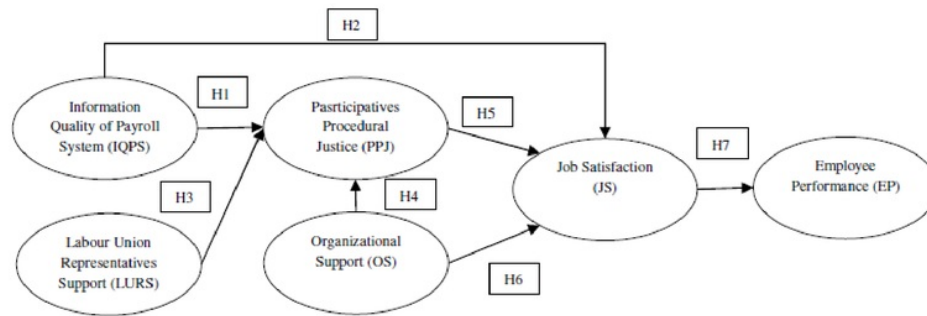 H2
Information
Quality of Payroll
System (IQPS)
H1
Pasrticipatives
Procedural
Justice (PPJ)
H5
Job Satisfaction
(JS)
H7
Employee
Performance (EP)
H3
H4
Labour Union
Representatives
Support (LURS)
Organizational
Support (OS)
H6